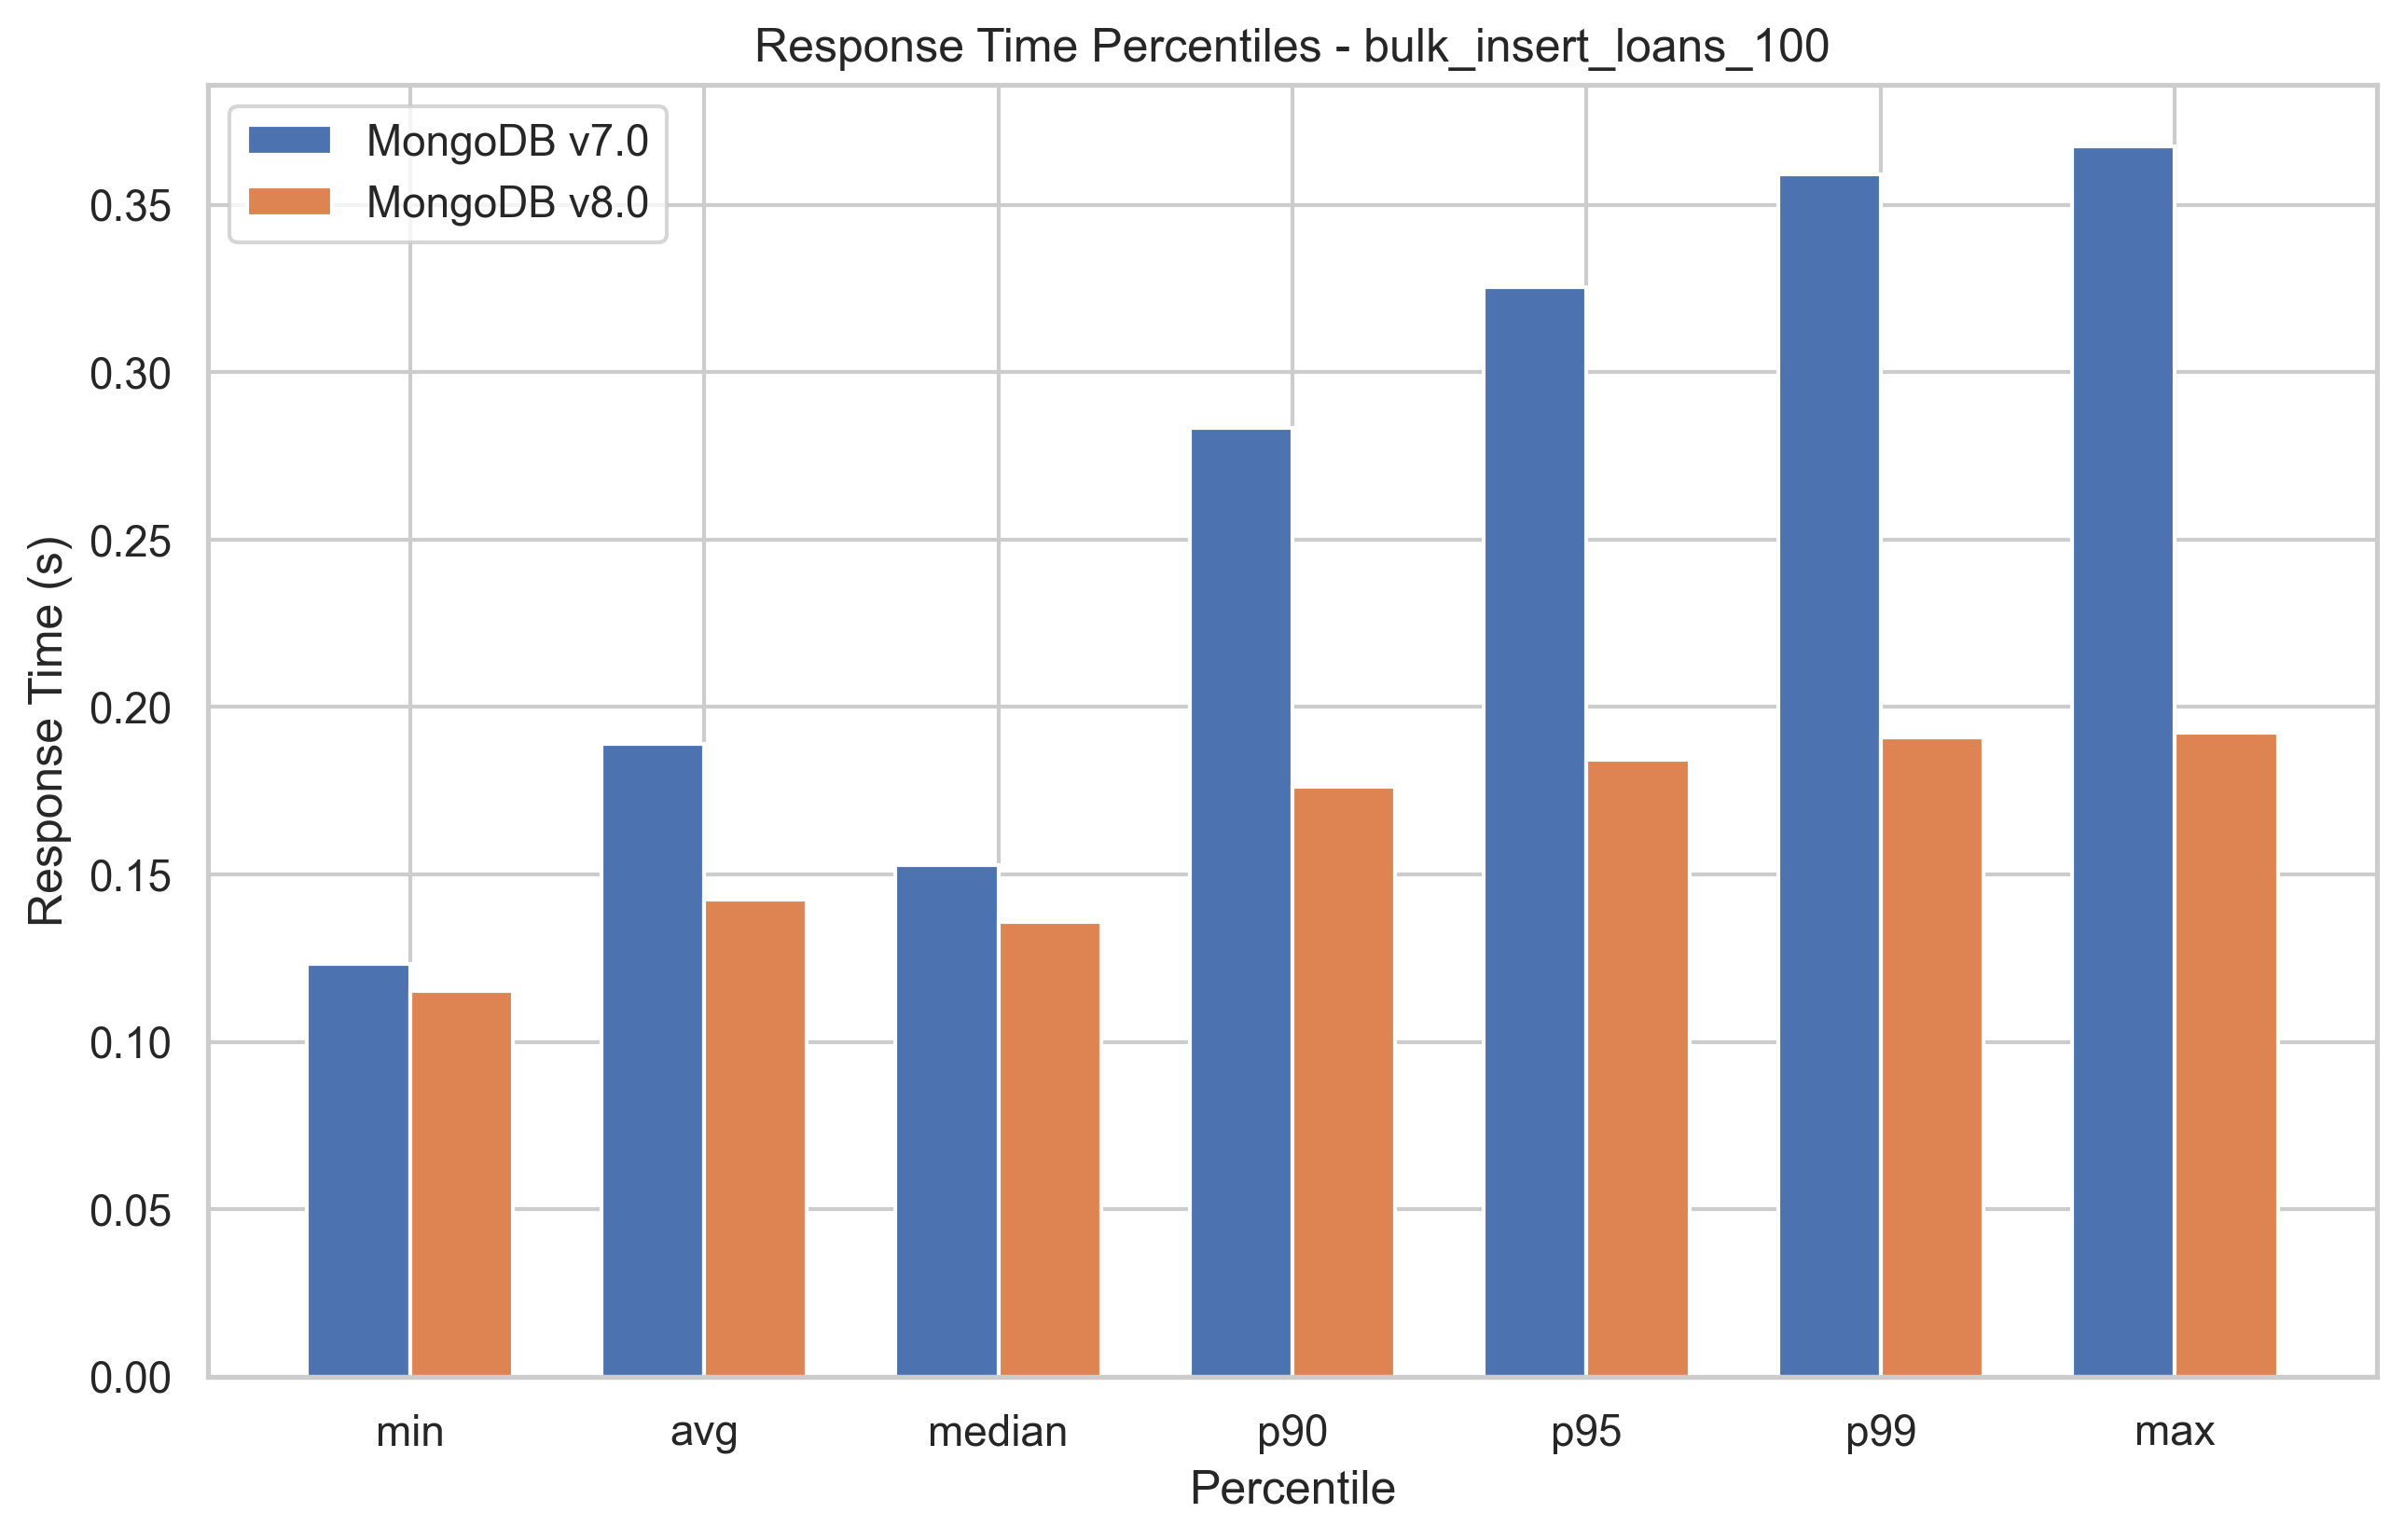 Response Time Percentiles - bulk_insert_loans_100
MongoDB v7.0
MongoDB v8.0
Response Time (s)
0.35
0.30
0.25
0.20
0.15
0.10
0.05
0.00
min avg median p90 p95 p99 max
Percentile